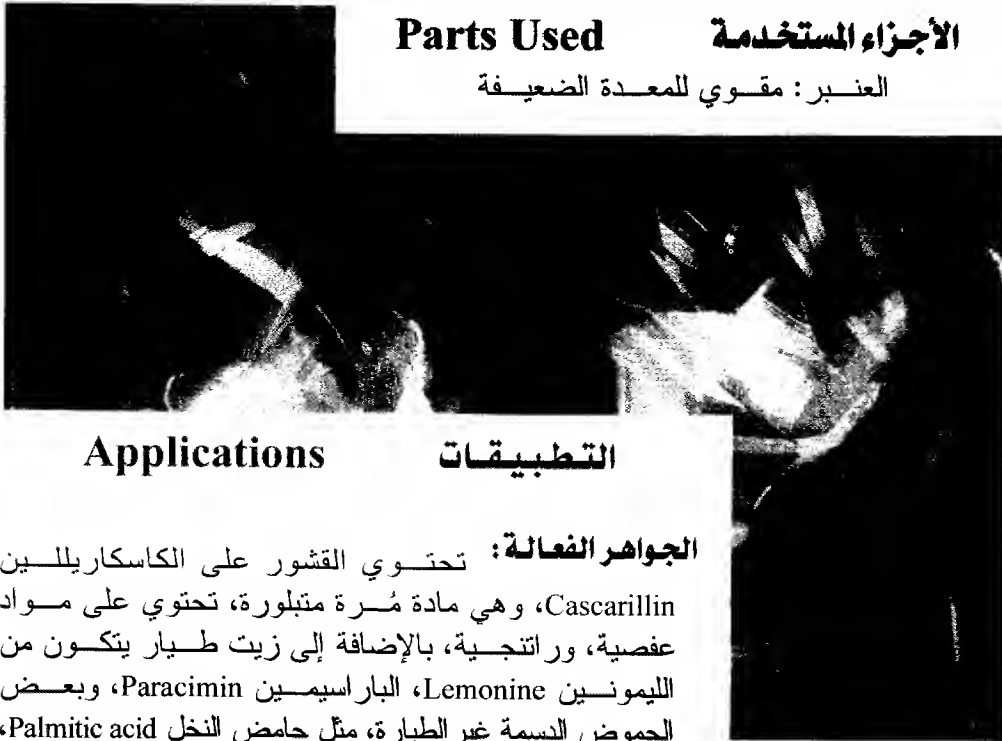 الأجزاء المستخدمة Parts Used
العنبر : مقوي للمعدة الضعيفة
التطبيقات Applications
الجواهر الفعالة: تحتوي القشور على الكاسكاريللين
Cascarillin، وهي مادة مُرة متبلورة، تحتوي على مواد
عفصية، وراتنجية، بالإضافة إلى زيت طيار يتكون من
الليمونين Lemonine، الباراسيمين Paracimin، وبعض
الحموض الدسمة غير الطيارة، مثل حامض النخل Palmitic acid،